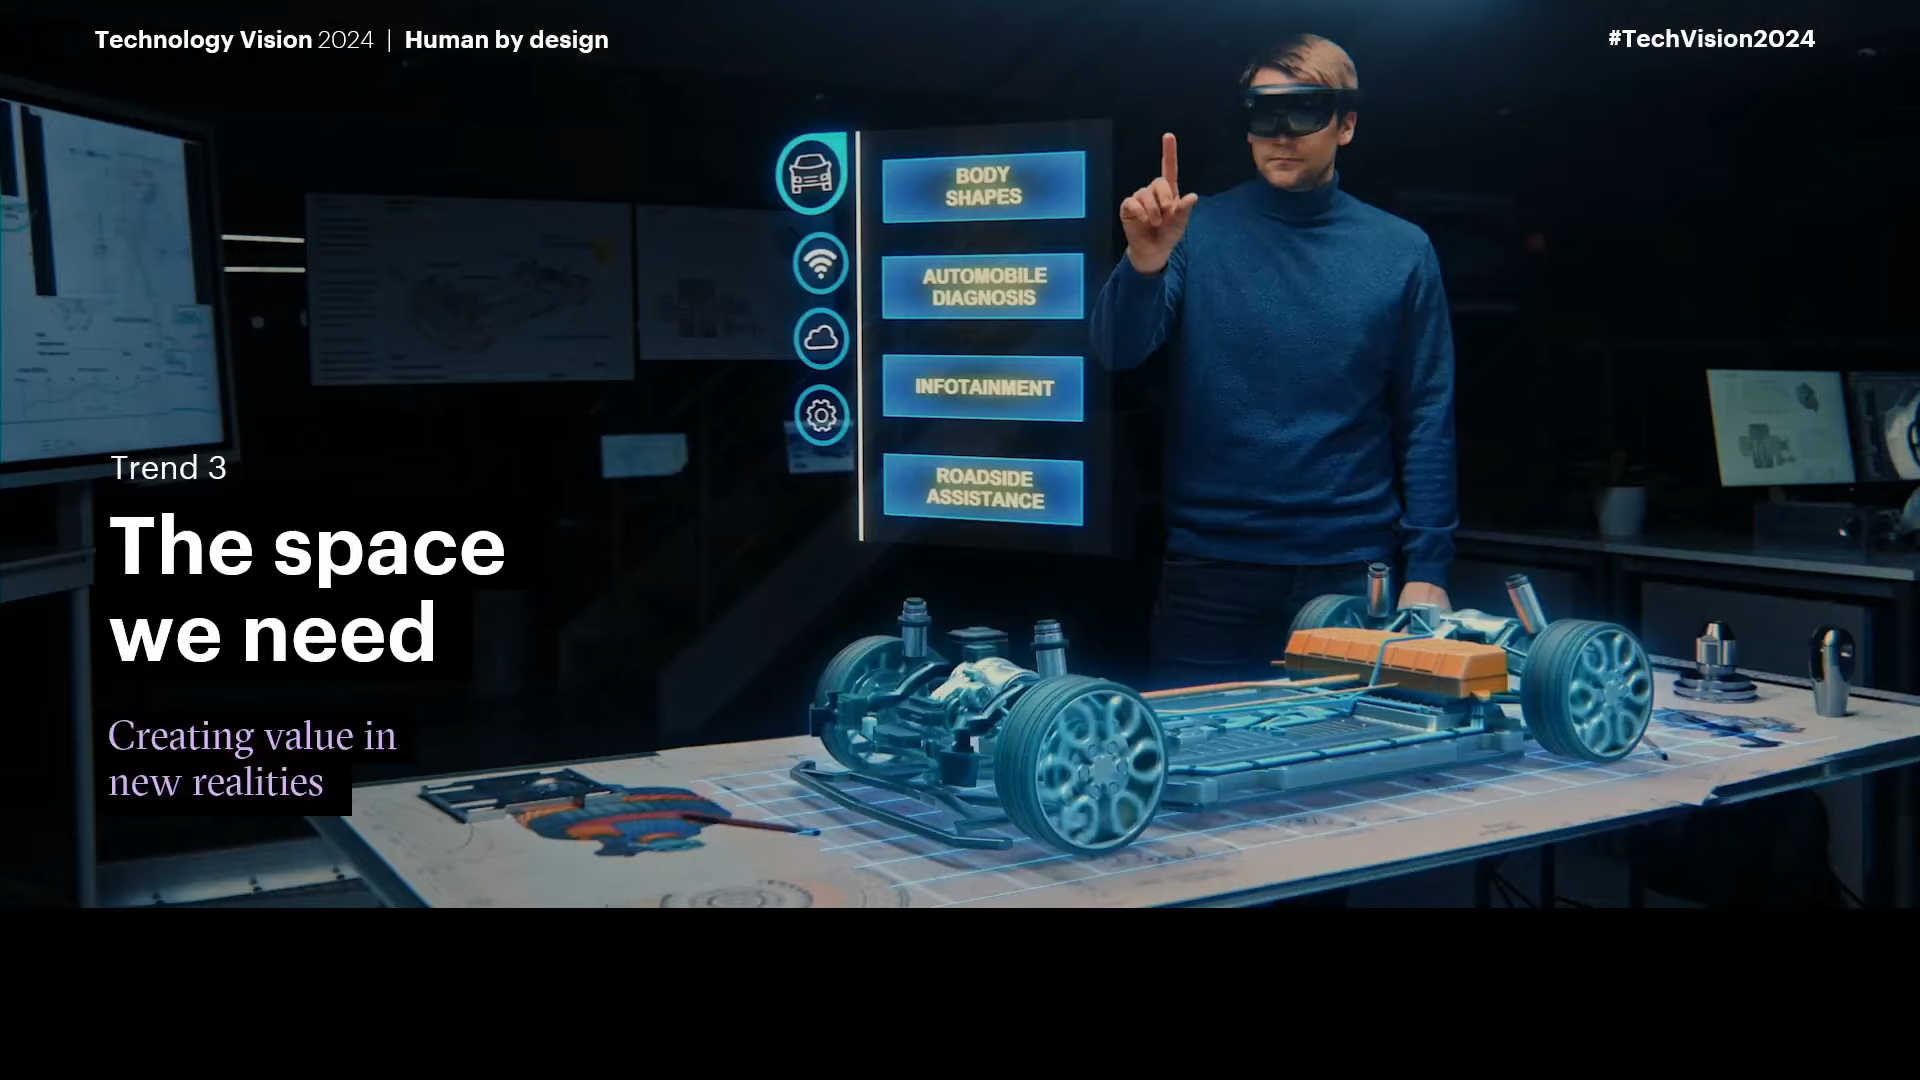 Technology Vision 2024 | Human by design
#TechVision2024
BODY
SHAPES
AUTOMOBILE
DIAGNOSIS
INFOTAINMENT
ROADSIDE
ASSISTANCE
Trend 3
The space
we need
Creating value in
new realities